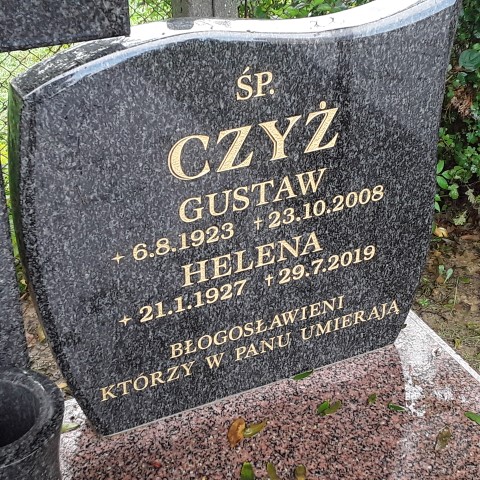 ŚP.
CZYŻ
GUSTAW
+ 6.8.1923 † 23.10.2008
HELENA
+ 21.1.1927 † 29.7.2019
BŁOGOSŁAWIENI
KTÓRZY W PANU UMIERAJĄ